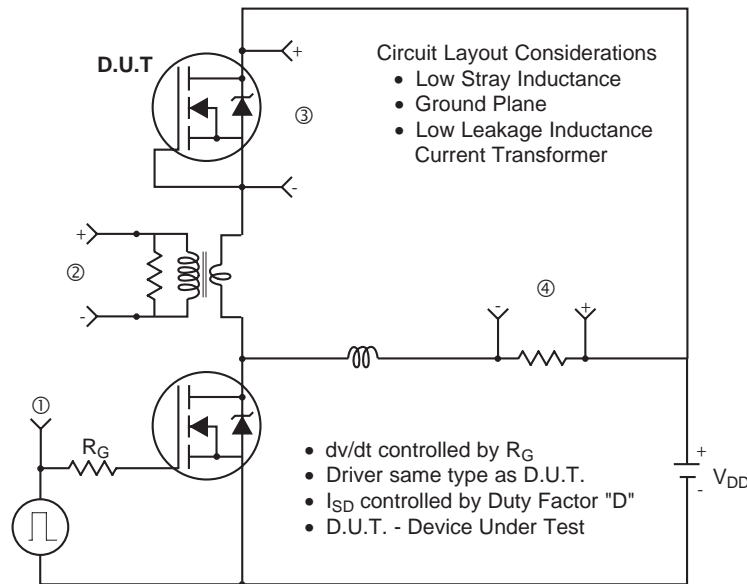 D.U.T
+
Circuit Layout Considerations
• Low Stray Inductance
• Ground Plane
• Low Leakage Inductance
Current Transformer
③
-
+
②
-
-
④
+
①
R_G
• dv/dt controlled by R_G
• Driver same type as D.U.T.
• I_SD controlled by Duty Factor "D"
• D.U.T. - Device Under Test
+
V_DD
-